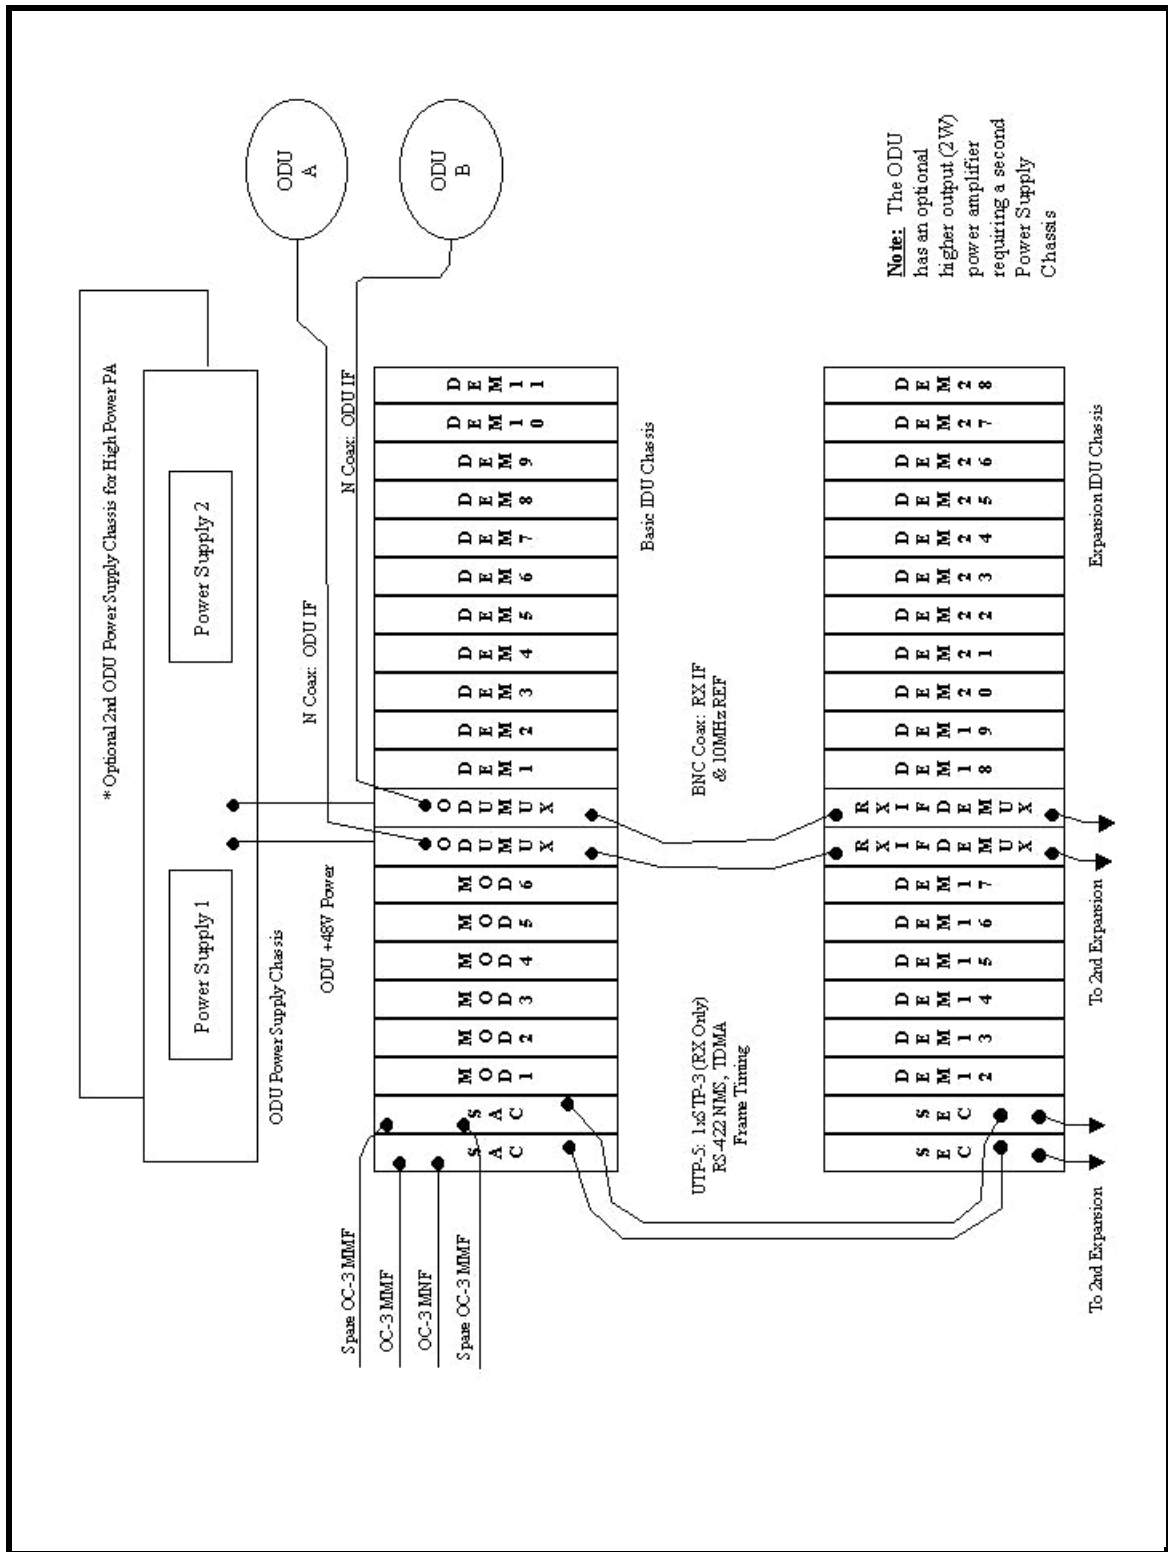 * Optional 2nd ODU Power Supply Chassis for High Power PA
Power Supply 1
Power Supply 2
ODU Power Supply Chassis
ODU
A
ODU
B
ODU +48V Power
N Coax: ODU IF
N Coax: ODU IF
Spare OC-3 MMF
OC-3 MMF
OC-3 MNF
Spare OC-3 MMF
SAC
SAC
MOD1
MOD2
MOD3
MOD4
MOD5
MOD6
ODUMUX
ODUMUX
DEM1
DEM2
DEM3
DEM4
DEM5
DEM6
DEM7
DEM8
DEM9
DEM10
DEM11
Basic IDU Chassis
UTP-5: 1xSTP-3 (RX Only)
RS-422 NMS, TDMA
Frame Timing
BNC Coax: RX IF
& 10MHz REF
SEC
SEC
DEM12
DEM13
DEM14
DEM15
DEM16
DEM17
RXIFDEMUX
RXIFDEMUX
DEM18
DEM19
DEM20
DEM21
DEM22
DEM23
DEM24
DEM25
DEM26
DEM27
DEM28
To 2nd Expansion
To 2nd Expansion
Expansion IDU Chassis
Note: The ODU
has an optional
higher output (2W)
power amplifier
requiring a second
Power Supply
Chassis